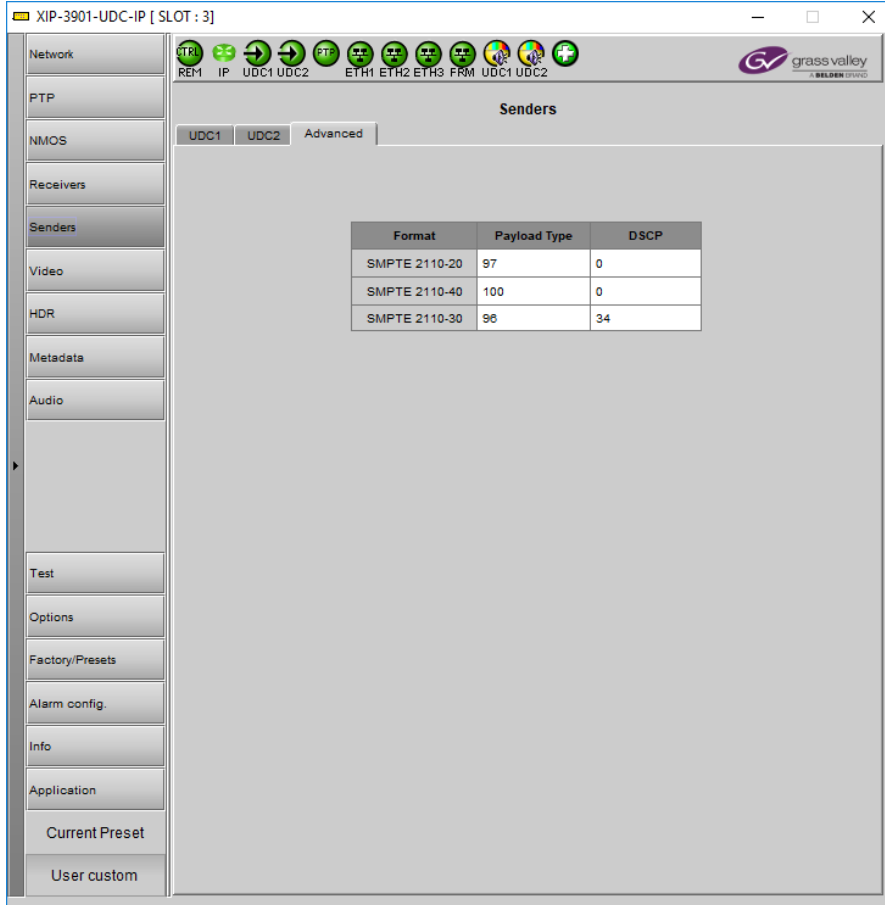 XIP-3901-UDC-IP [ SLOT : 3]
Network
PTP
NMOS
Receivers
Senders
Video
HDR
Metadata
Audio
Test
Options
Factory/Presets
Alarm config.
Info
Application
Current Preset
User custom
CTRL PTP
REM IP UDC1 UDC2 ETH1 ETH2 ETH3 FRM UDC1 UDC2
GV grass valley
A BELDEN BRAND
Senders
UDC1 UDC2 Advanced
Format Payload Type DSCP
SMPTE 2110-20 97 0
SMPTE 2110-40 100 0
SMPTE 2110-30 96 34